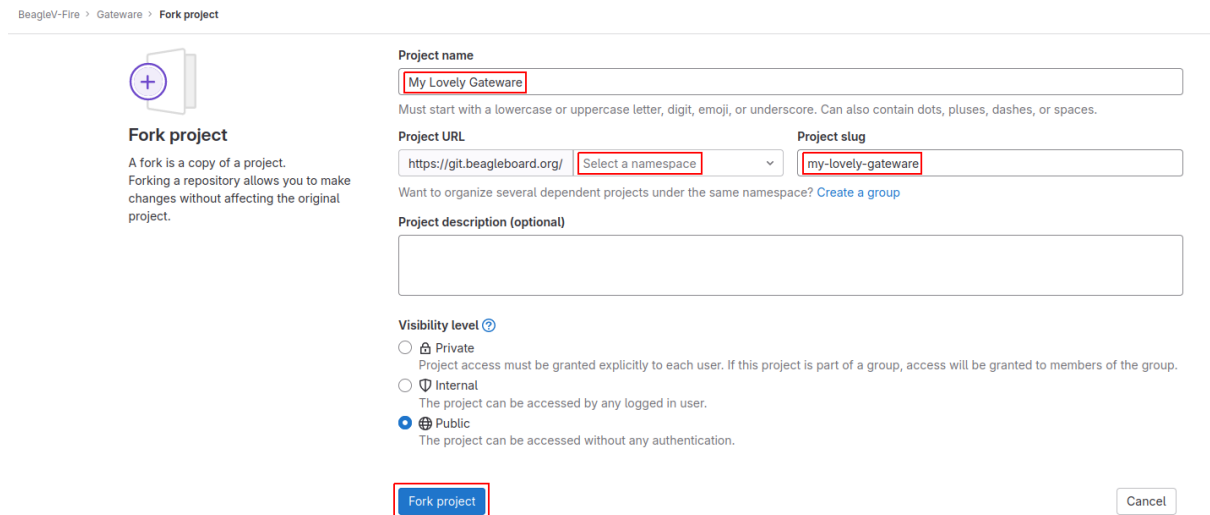 BeagleV-Fire > Gateware > Fork project
Fork project
A fork is a copy of a project.
Forking a repository allows you to make
changes without affecting the original
project.
Project name
My Lovely Gateware
Must start with a lowercase or uppercase letter, digit, emoji, or underscore. Can also contain dots, pluses, dashes, or spaces.
Project URL
https://git.beagleboard.org/ Select a namespace
Project slug
my-lovely-gateware
Want to organize several dependent projects under the same namespace? Create a group
Project description (optional)
Visibility level
Private
Project access must be granted explicitly to each user. If this project is part of a group, access will be granted to members of the group.
Internal
The project can be accessed by any logged in user.
Public
The project can be accessed without any authentication.
Fork project
Cancel